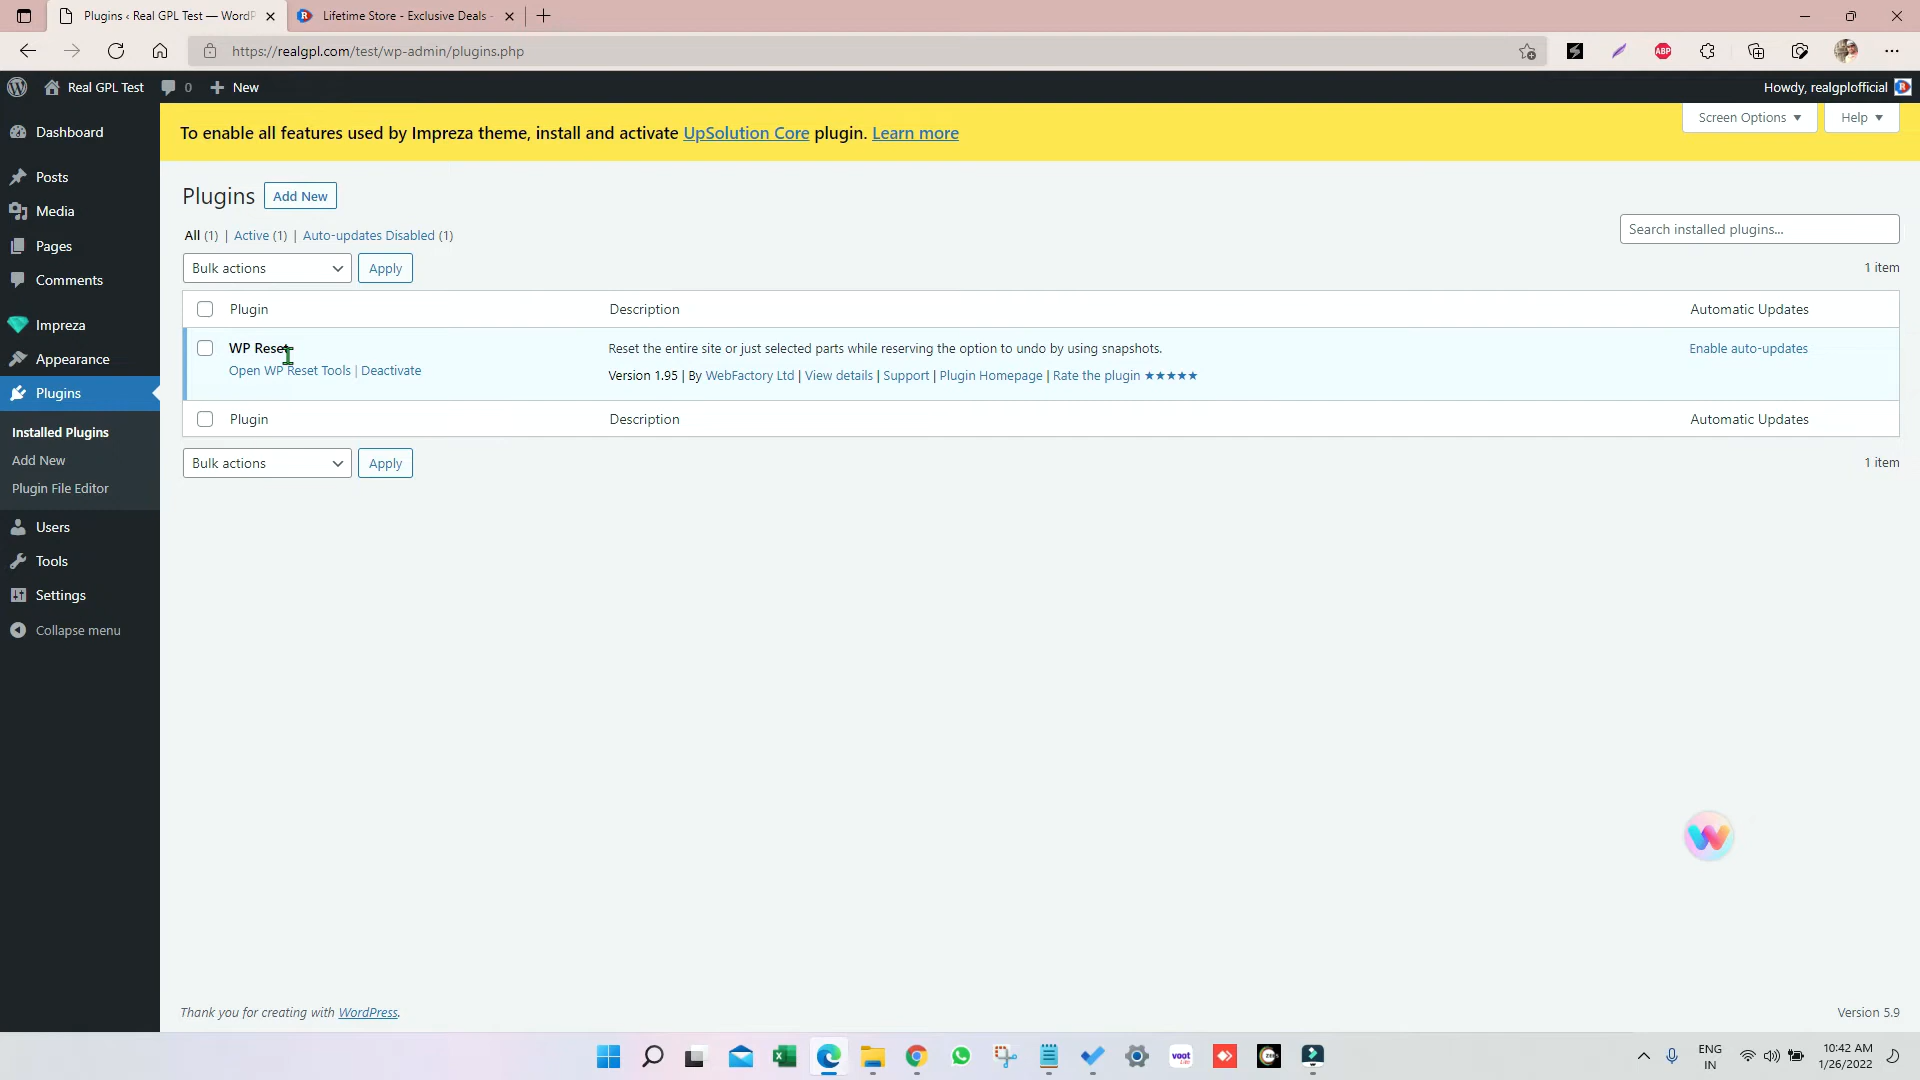 Plugins ‹ Real GPL Test — WordP
Lifetime Store - Exclusive Deals -
https://realgpl.com/test/wp-admin/plugins.php
ABP
Real GPL Test 0 New
Howdy, realgplofficial
To enable all features used by Impreza theme, install and activate UpSolution Core plugin. Learn more
Screen Options
Help
Dashboard
Posts
Media
Pages
Comments
Impreza
Appearance
Plugins
Installed Plugins
Add New
Plugin File Editor
Users
Tools
Settings
Collapse menu
Plugins Add New
All (1) | Active (1) | Auto-updates Disabled (1)
Search installed plugins...
Bulk actions Apply
1 item
Plugin Description Automatic Updates
WP Reset Reset the entire site or just selected parts while reserving the option to undo by using snapshots. Enable auto-updates
Open WP Reset Tools | Deactivate
Version 1.95 | By WebFactory Ltd | View details | Support | Plugin Homepage | Rate the plugin ★★★★★
Plugin Description Automatic Updates
Bulk actions Apply
1 item
Thank you for creating with WordPress.
Version 5.9
voot
ENG
IN
10:42 AM
1/26/2022